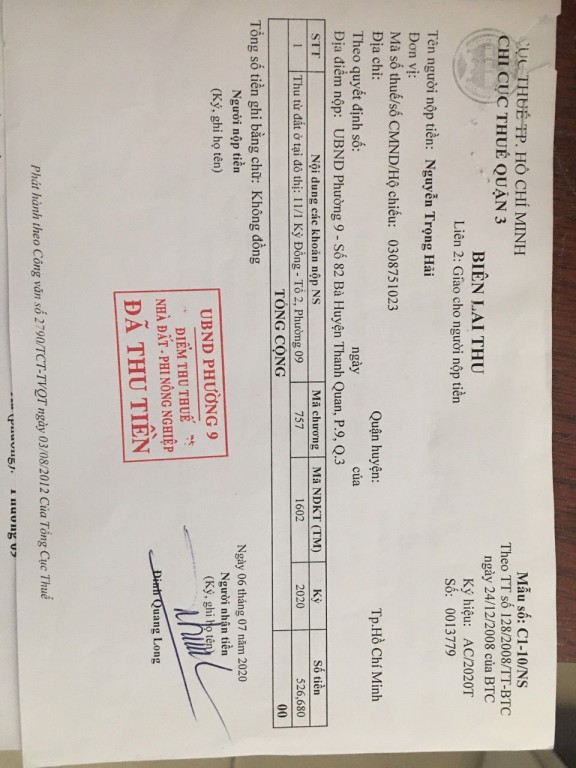 CỤC THUẾ TP. HỒ CHÍ MINH
CHI CỤC THUẾ QUẬN 3
Mẫu số: C1-10/NS
Theo TT số 128/2008/TT-BTC
ngày 24/12/2008 của BTC
BIÊN LAI THU
Liên 2: Giao cho người nộp tiền
Ký hiệu: AC/2020T
Số: 0013779
Tên người nộp tiền: Nguyễn Trọng Hải
Đơn vị:
Mã số thuế/số CMND/Hộ chiếu: 0308751023
Địa chỉ: Quận huyện: Tp.Hồ Chí Minh
Theo quyết định số: ngày của
Địa điểm nộp: UBND Phường 9 - Số 82 Bà Huyện Thanh Quan, P.9, Q.3
STT Nội dung các khoản nộp NS Mã chương Mã NDKT (TM) Kỳ Số tiền
1 Thu từ đất ở tại đô thị: 11/1 Kỳ Đồng - Tổ 2, Phường 09 757 1602 2020 526,680
TỔNG CỘNG 00
Tổng số tiền ghi bằng chữ: Không đồng
Ngày 06 tháng 07 năm 2020
Người nộp tiền
(Ký, ghi họ tên)
Người nhận tiền
(Ký, ghi họ tên)
UBND PHƯỜNG 9
ĐIỂM THU THUẾ
NHÀ ĐẤT - PHI NÔNG NGHIỆP
ĐÃ THU TIỀN
Đinh Quang Long
Phát hành theo Công văn số 2790/TCT-TVQT ngày 03/08/2012 Của Tổng Cục Thuế